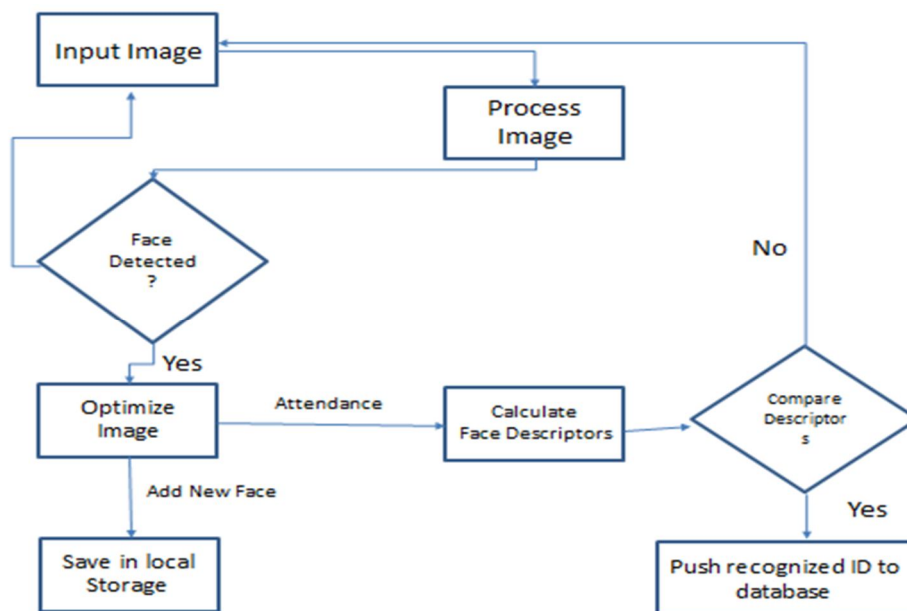 Input Image
Process
Image
Face
Detected
?
No
Yes
Optimize
Image
Attendance
Calculate
Face Descriptors
Compare
Descriptor
s
Add New Face
Yes
Save in local
Storage
Push recognized ID to
database